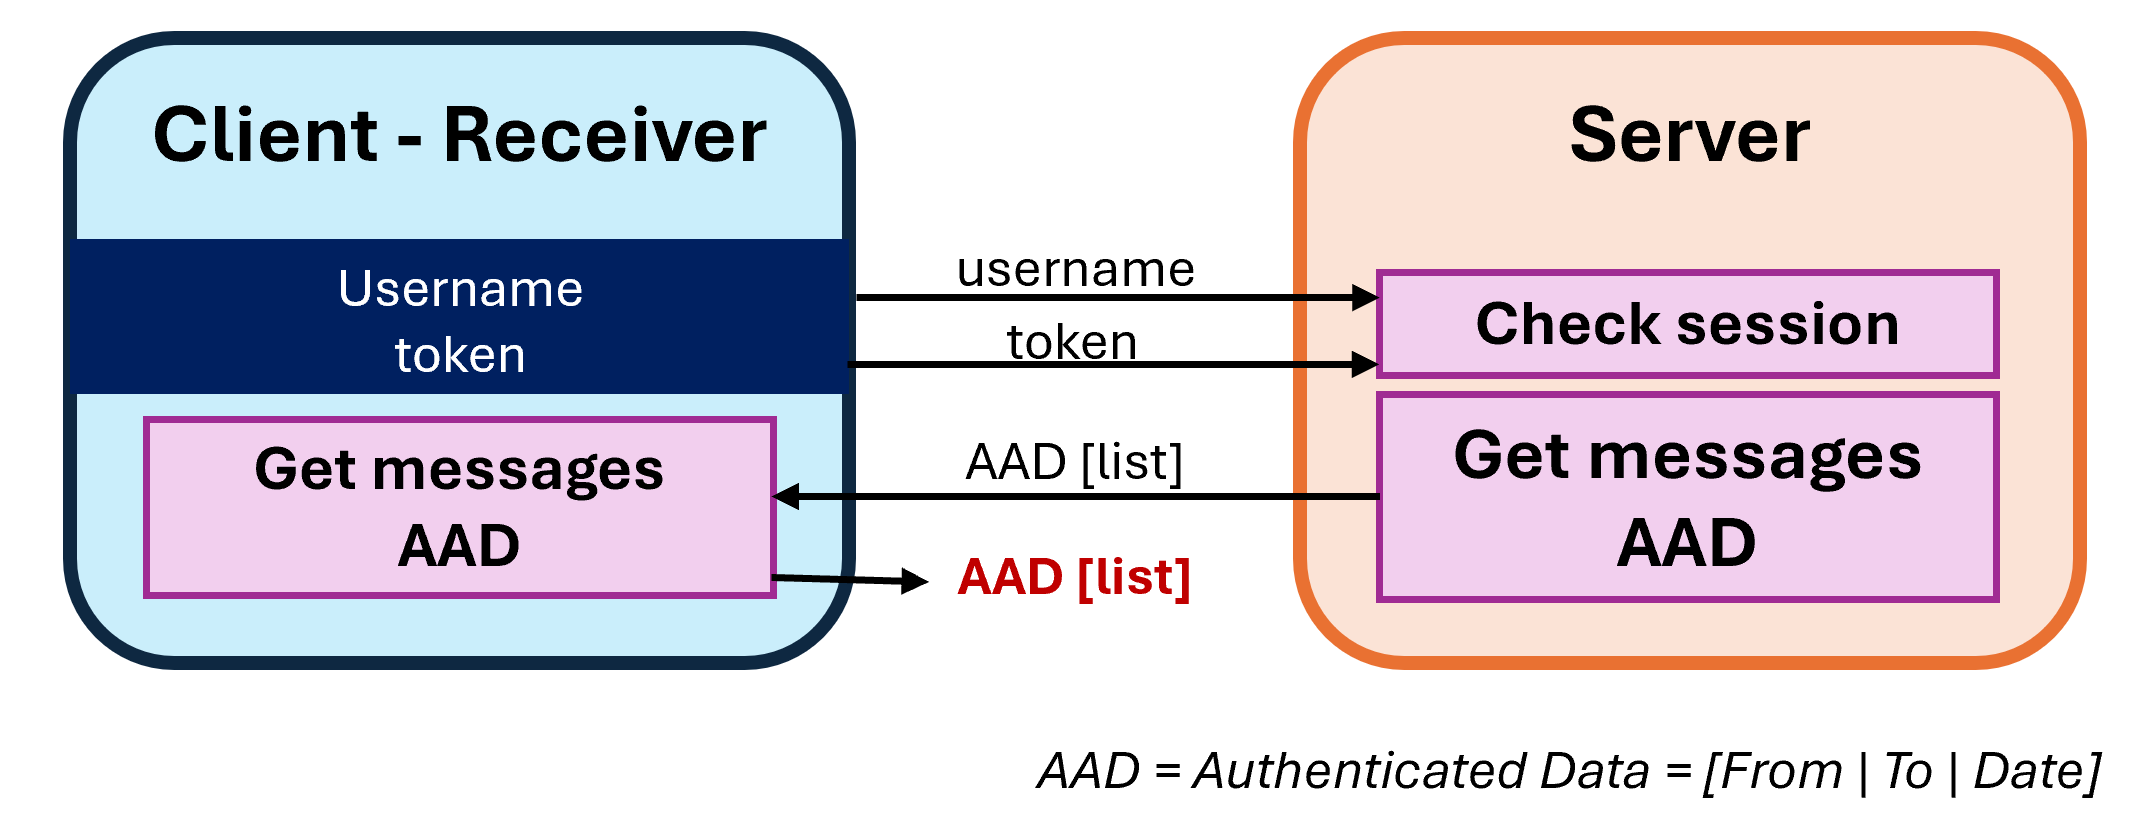 Client - Receiver
Server
Username
token
username
token
Check session
Get messages
AAD
AAD [list]
Get messages
AAD
AAD [list]
AAD = Authenticated Data = [From | To | Date]